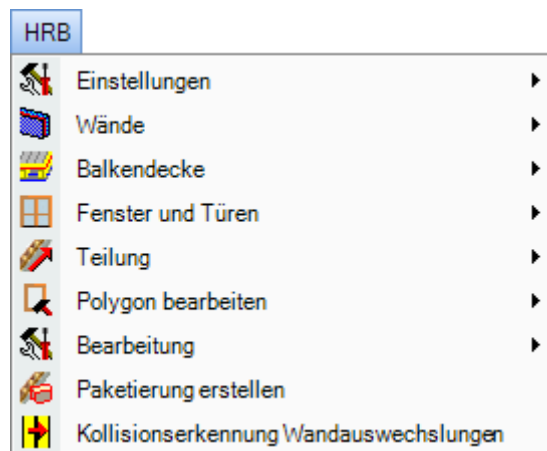 HRB
Einstellungen
Wände
Balkendecke
Fenster und Türen
Teilung
Polygon bearbeiten
Bearbeitung
Paketierung erstellen
Kollisionserkennung Wandauswechslungen